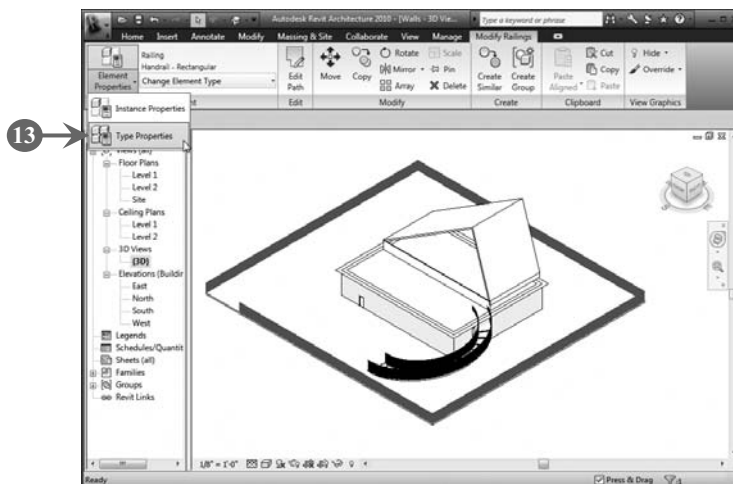 Autodesk Revit Architecture 2010 - [Walls - 3D Vie...
Type a keyword or phrase
Home Insert Annotate Modify Massing & Site Collaborate View Manage Modify Railings
Element Properties
Railing
Handrail - Rectangular
Change Element Type
Edit Path
Move
Copy
Rotate
Mirror
Array
Scale
Pin
Delete
Create Similar
Create Group
Paste Aligned
Cut
Copy
Paste
Hide
Override
Edit Modify Create Clipboard View Graphics
Instance Properties
13
Type Properties
Views (all)
Floor Plans
Level 1
Level 2
Site
Ceiling Plans
Level 1
Level 2
3D Views
{3D}
Elevations (Buildin
East
North
South
West
Legends
Schedules/Quantit
Sheets (all)
Families
Groups
Revit Links
1/8" = 1'-0"
Ready
Press & Drag